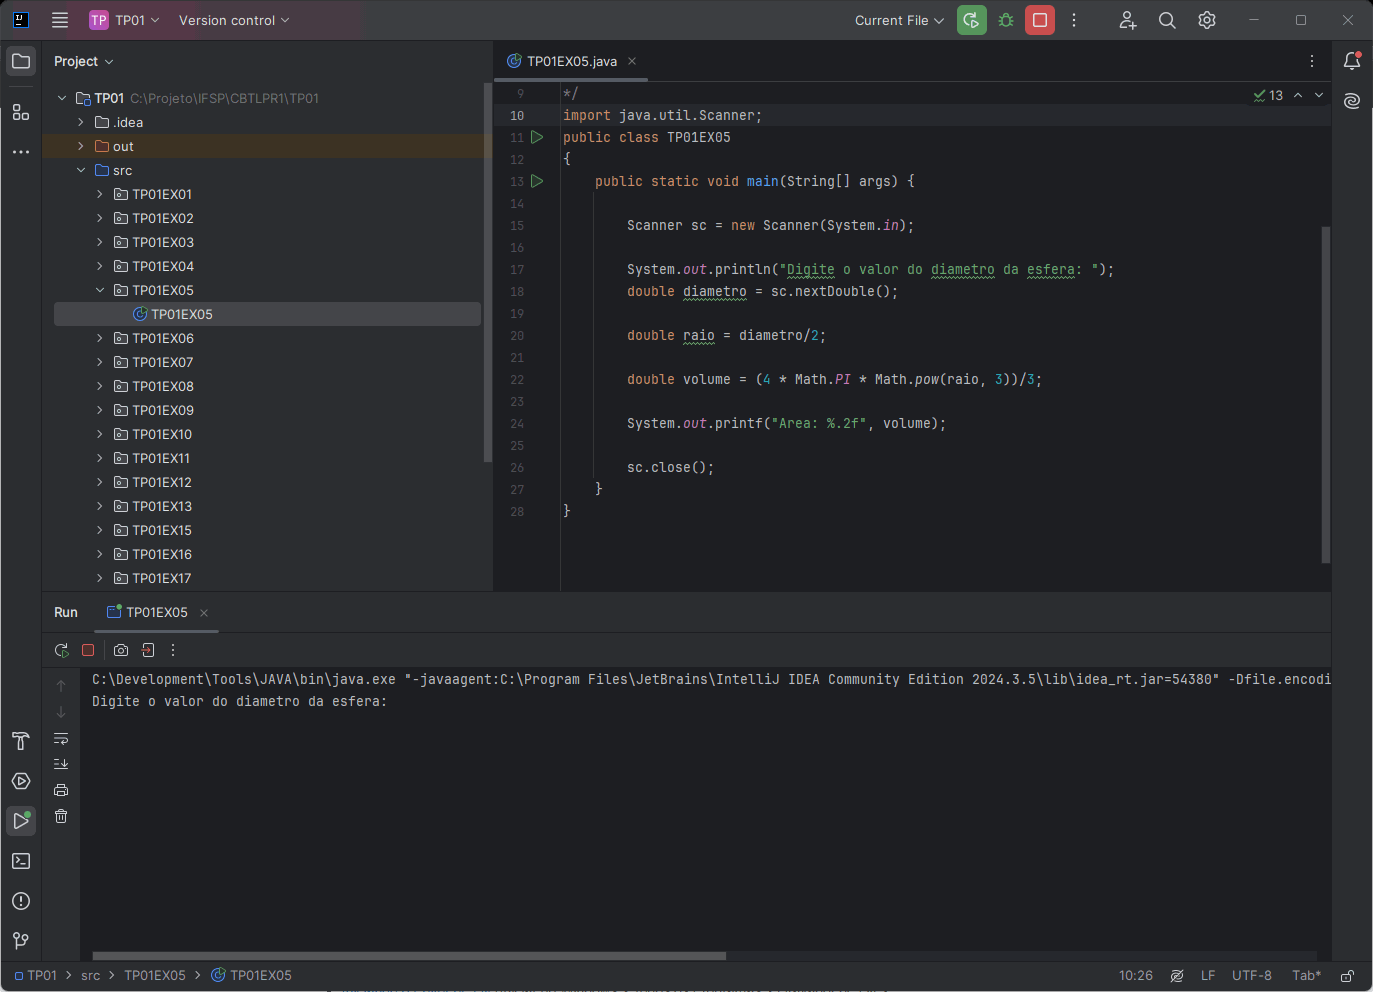 TP TP01 Version control Current File
Project
TP01EX05.java
TP01 C:\Projeto\IFSP\CBTLPR1\TP01
.idea
out
src
TP01EX01
TP01EX02
TP01EX03
TP01EX04
TP01EX05
TP01EX05
TP01EX06
TP01EX07
TP01EX08
TP01EX09
TP01EX10
TP01EX11
TP01EX12
TP01EX13
TP01EX15
TP01EX16
TP01EX17
13
9 */
10 import java.util.Scanner;
11 public class TP01EX05
12 {
13 public static void main(String[] args) {
14
15 Scanner sc = new Scanner(System.in);
16
17 System.out.println("Digite o valor do diametro da esfera: ");
18 double diametro = sc.nextDouble();
19
20 double raio = diametro/2;
21
22 double volume = (4 * Math.PI * Math.pow(raio, 3))/3;
23
24 System.out.printf("Area: %.2f", volume);
25
26 sc.close();
27 }
28 }
Run TP01EX05
C:\Development\Tools\JAVA\bin\java.exe "-javaagent:C:\Program Files\JetBrains\IntelliJ IDEA Community Edition 2024.3.5\lib\idea_rt.jar=54380" -Dfile.encodi
Digite o valor do diametro da esfera:
TP01 > src > TP01EX05 > TP01EX05 10:26 LF UTF-8 Tab*